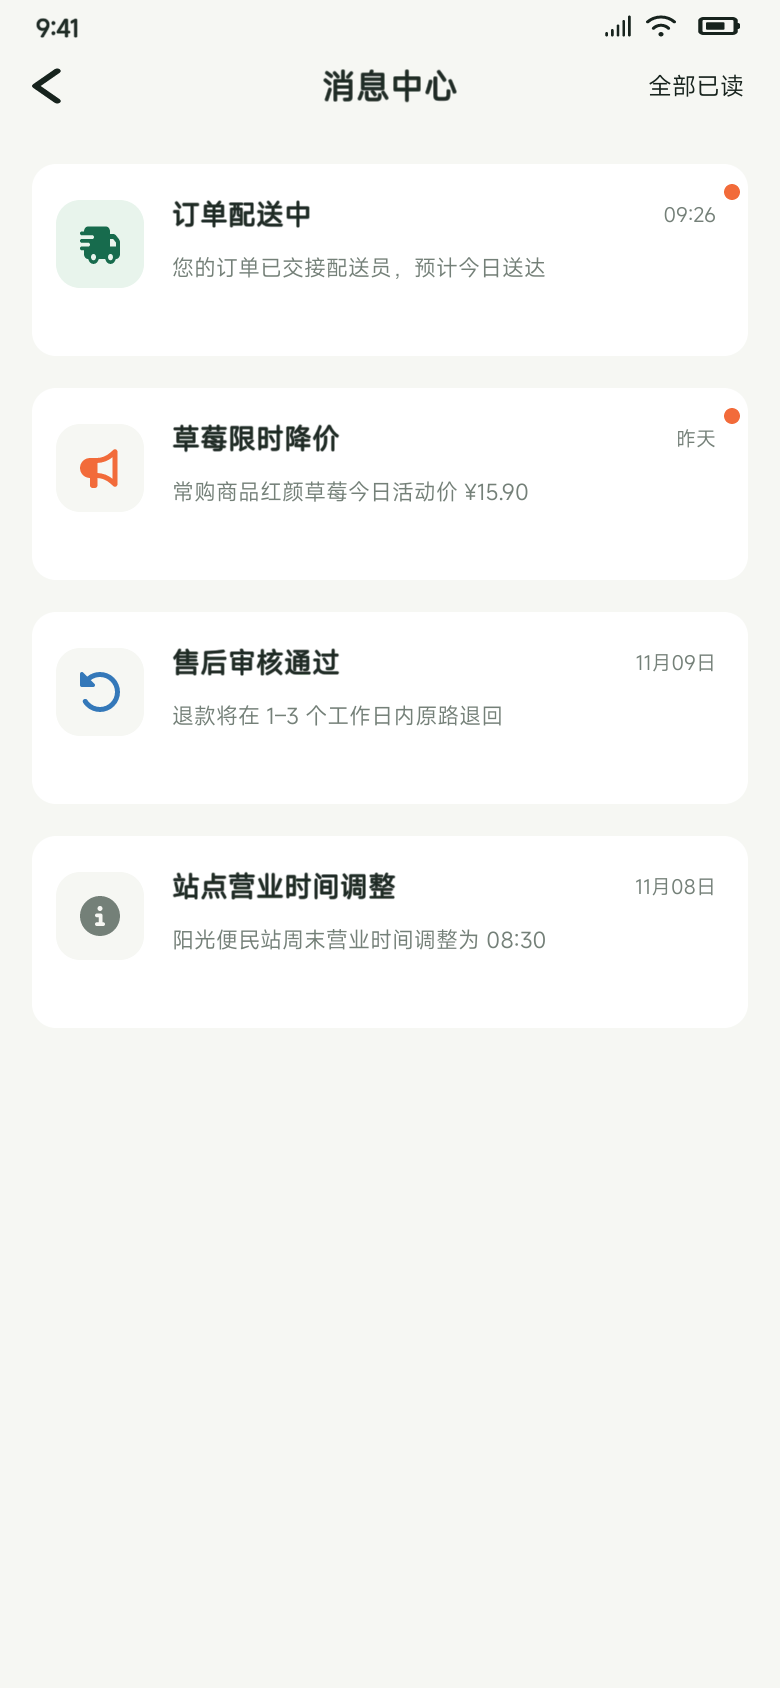 9:41
消息中心
全部已读
订单配送中
09:26
您的订单已交接配送员，预计今日送达
草莓限时降价
昨天
常购商品红颜草莓今日活动价 ¥15.90
售后审核通过
11月09日
退款将在 1–3 个工作日内原路退回
站点营业时间调整
11月08日
阳光便民站周末营业时间调整为 08:30